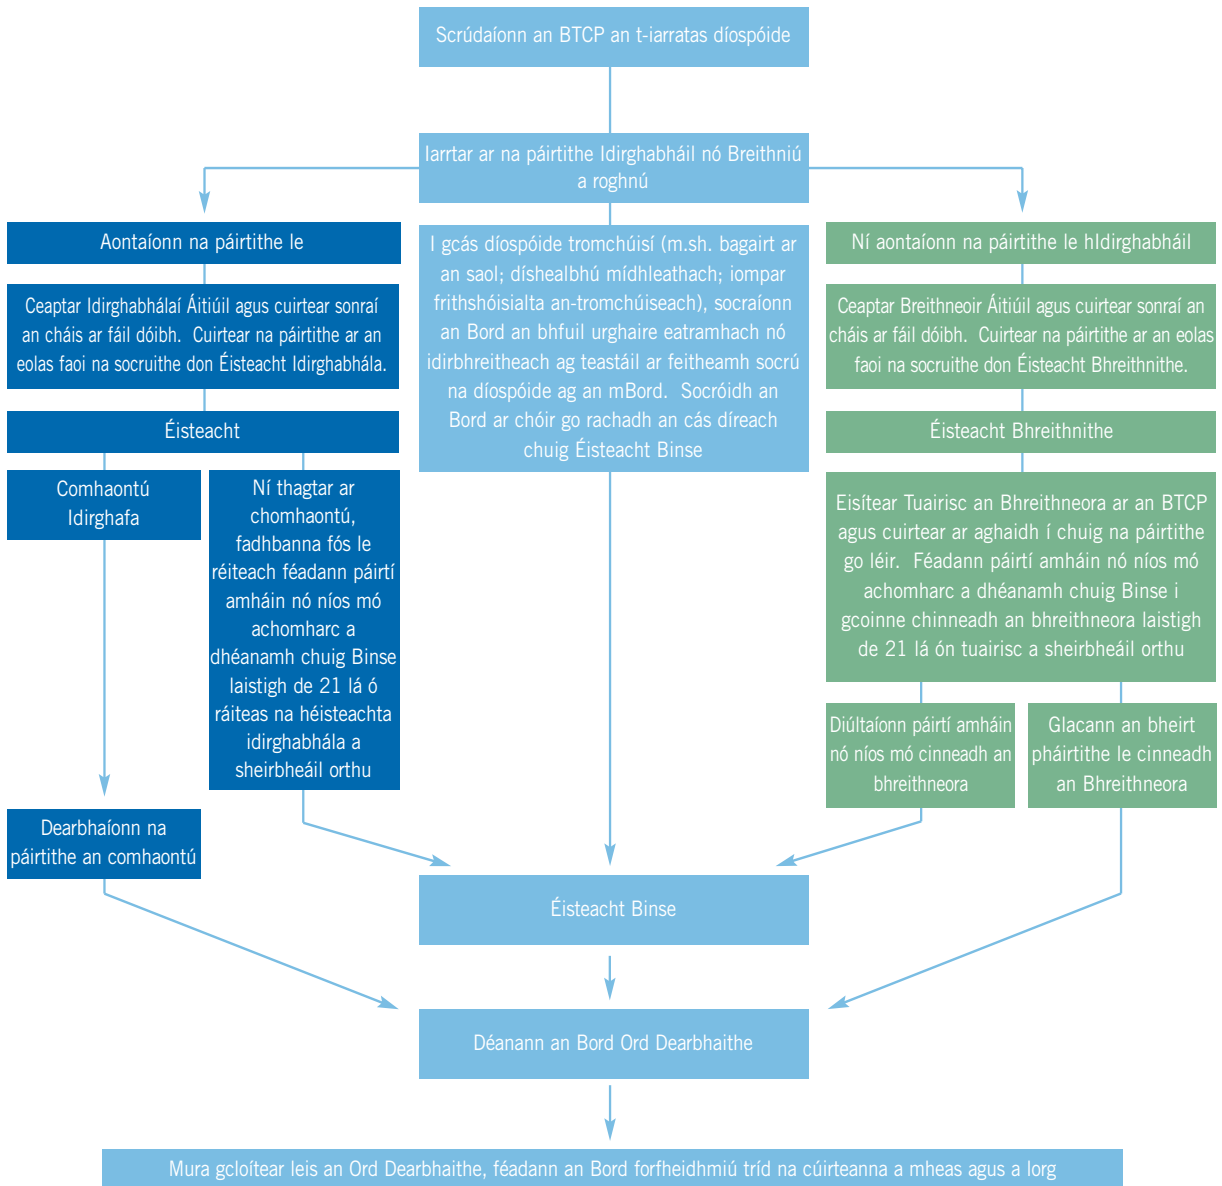 Scrúdaíonn an BTCP an t-iarratas díospóide
Iarrtar ar na páirtithe Idirghabháil nó Breithniú
a roghnú
Aontaíonn na páirtithe le
Ceaptar Idirghabhálaí Áitiúil agus cuirtear sonraí
an cháis ar fáil dóibh. Cuirtear na páirtithe ar an
eolas faoi na socruithe don Éisteacht Idirghabhála.
Éisteacht
Comhaontú
Idirghafa
Ní thagtar ar
chomhaontú,
fadhbanna fós le
réiteach féadann páirtí
amháin nó níos mó
achomharc a
dhéanamh chuig Binse
laistigh de 21 lá ó
ráiteas na héisteachta
idirghabhála a
sheirbheáil orthu
Dearbhaíonn na
páirtithe an comhaontú
I gcás díospóide tromchúisí (m.sh. bagairt ar
an saol; díshealbhú mídhleathach; iompar
frithshóisialta an-tromchúiseach), socraíonn
an Bord an bhfuil urghaire eatramhach nó
idirbhreitheach ag teastáil ar feitheamh socrú
na díospóide ag an mBord. Socróidh an
Bord ar chóir go rachadh an cás díreach
chuig Éisteacht Binse
Ní aontaíonn na páirtithe le hIdirghabháil
Ceaptar Breithneoir Áitiúil agus cuirtear sonraí an
cháis ar fáil dóibh. Cuirtear na páirtithe ar an eolas
faoi na socruithe don Éisteacht Bhreithnithe.
Éisteacht Bhreithnithe
Eisítear Tuairisc an Bhreithneora ar an BTCP
agus cuirtear ar aghaidh í chuig na páirtithe
go léir. Féadann páirtí amháin nó níos mó
achomharc a dhéanamh chuig Binse i
gcoinne chinneadh an bhreithneora laistigh
de 21 lá ón tuairisc a sheirbheáil orthu
Diúltaíonn páirtí amháin
nó níos mó cinneadh an
bhreithneora
Glacann an bheirt
pháirtithe le cinneadh
an Bhreithneora
Éisteacht Binse
Déanann an Bord Ord Dearbhaithe
Mura gcloítear leis an Ord Dearbhaithe, féadann an Bord forfheidhmiú tríd na cúirteanna a mheas agus a lorg